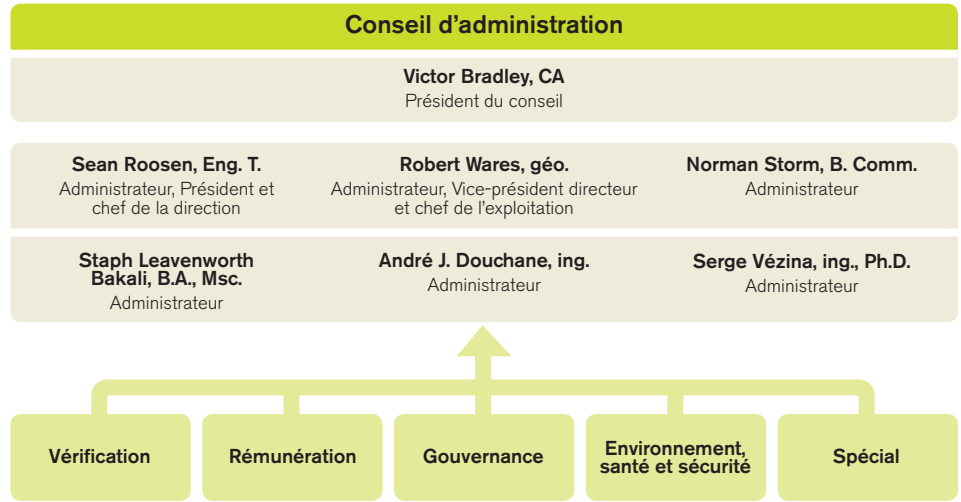 Conseil d'administration
Victor Bradley, CA
Président du conseil
Sean Roosen, Eng. T.
Administrateur, Président et
chef de la direction
Robert Wares, géo.
Administrateur, Vice-président directeur
et chef de l'exploitation
Norman Storm, B. Comm.
Administrateur
Staph Leavenworth
Bakali, B.A., Msc.
Administrateur
André J. Douchane, ing.
Administrateur
Serge Vézina, ing., Ph.D.
Administrateur
Vérification
Rémunération
Gouvernance
Environnement,
santé et sécurité
Spécial